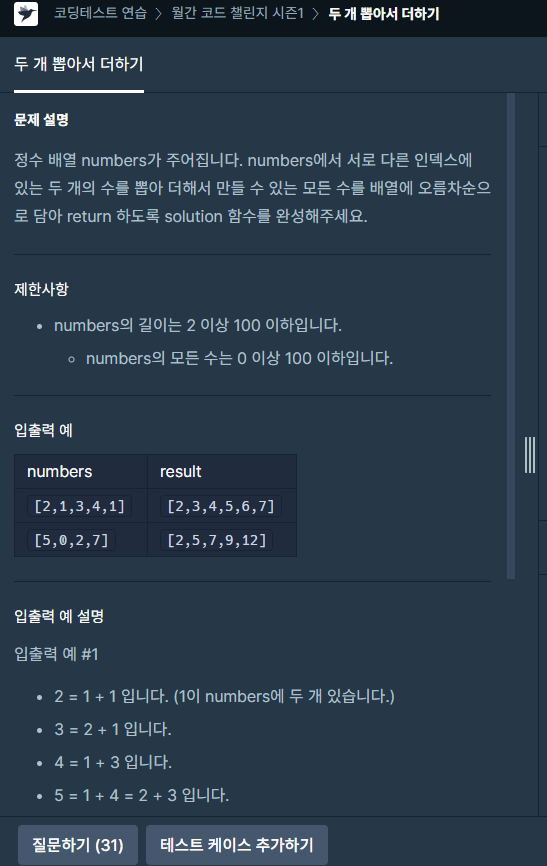 코딩테스트 연습 > 월간 코드 챌린지 시즌1 > 두 개 뽑아서 더하기
두 개 뽑아서 더하기
문제 설명
정수 배열 numbers가 주어집니다. numbers에서 서로 다른 인덱스에
있는 두 개의 수를 뽑아 더해서 만들 수 있는 모든 수를 배열에 오름차순으
로 담아 return 하도록 solution 함수를 완성해주세요.
제한사항
• numbers의 길이는 2 이상 100 이하입니다.
◦ numbers의 모든 수는 0 이상 100 이하입니다.
입출력 예
numbers result
[2,1,3,4,1] [2,3,4,5,6,7]
[5,0,2,7] [2,5,7,9,12]
입출력 예 설명
입출력 예 #1
• 2 = 1 + 1 입니다. (1이 numbers에 두 개 있습니다.)
• 3 = 2 + 1 입니다.
• 4 = 1 + 3 입니다.
• 5 = 1 + 4 = 2 + 3 입니다.
질문하기 (31) 테스트 케이스 추가하기